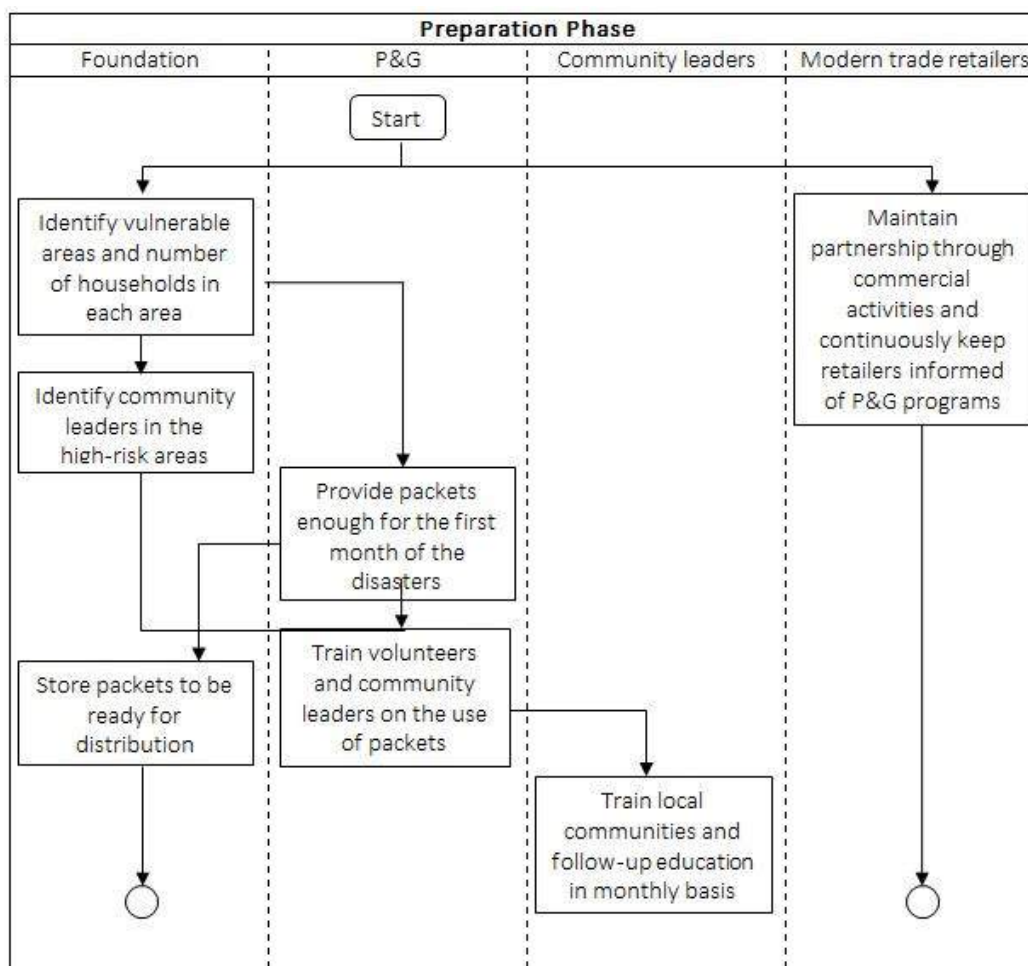 Preparation Phase
Foundation
P&G
Community leaders
Modern trade retailers
Start
Identify vulnerable
areas and number
of households in
each area
Maintain
partnership through
commercial
activities and
continuously keep
retailers informed
of P&G programs
Identify community
leaders in the
high-risk areas
Provide packets
enough for the first
month of the
disasters
Store packets to be
ready for
distribution
Train volunteers
and community
leaders on the use
of packets
Train local
communities and
follow-up education
in monthly basis